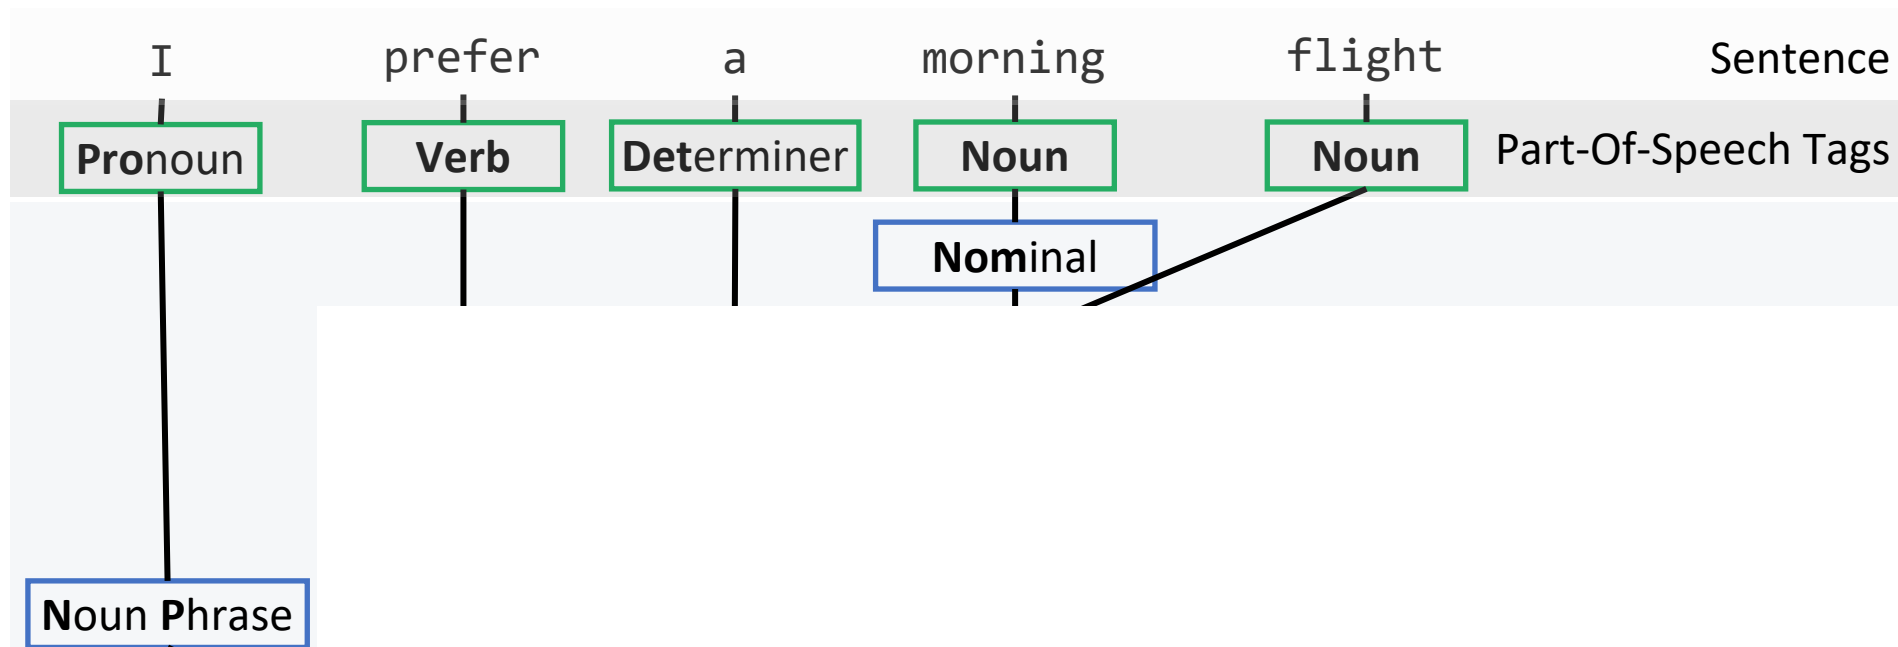 I prefer a morning flight Sentence
Pronoun Verb Determiner Noun Noun Part-Of-Speech Tags
Nominal
Noun Phrase